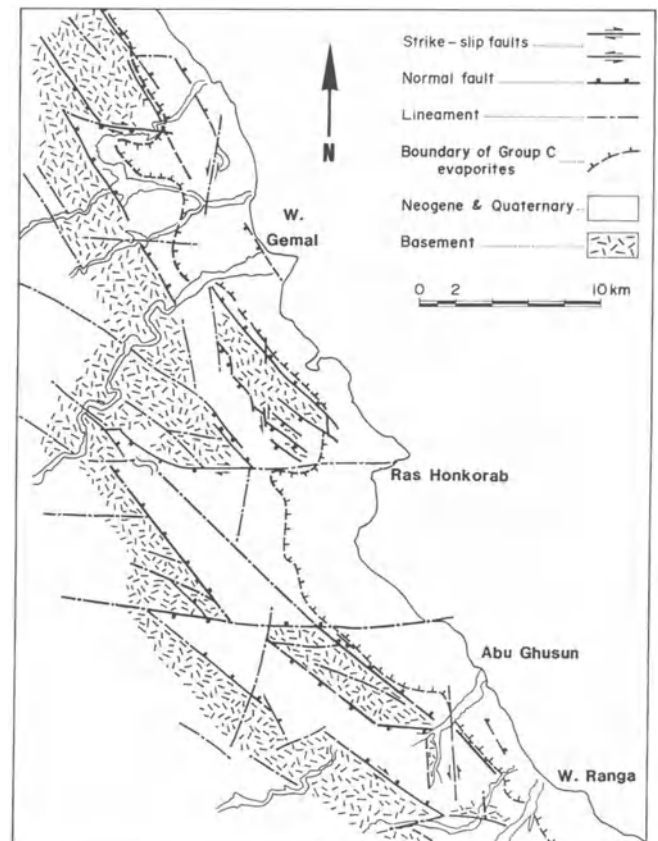 Strike-slip faults
Normal fault
Lineament
Boundary of Group C
evaporites
Neogene & Quaternary
Basement
0 2 10 km
N
W.
Gemal
Ras Honkorab
Abu Ghusun
W. Ranga